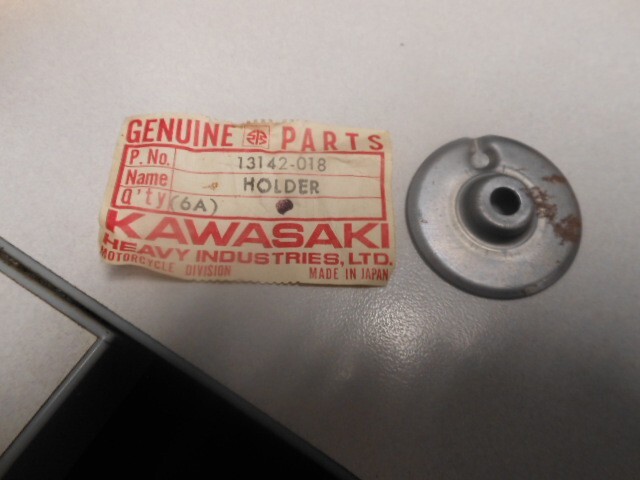 GENUINE PARTS
P. No. 13142-018
Name HOLDER
Q'ty (6A)
KAWASAKI
HEAVY INDUSTRIES, LTD.
MOTORCYCLE DIVISION MADE IN JAPAN